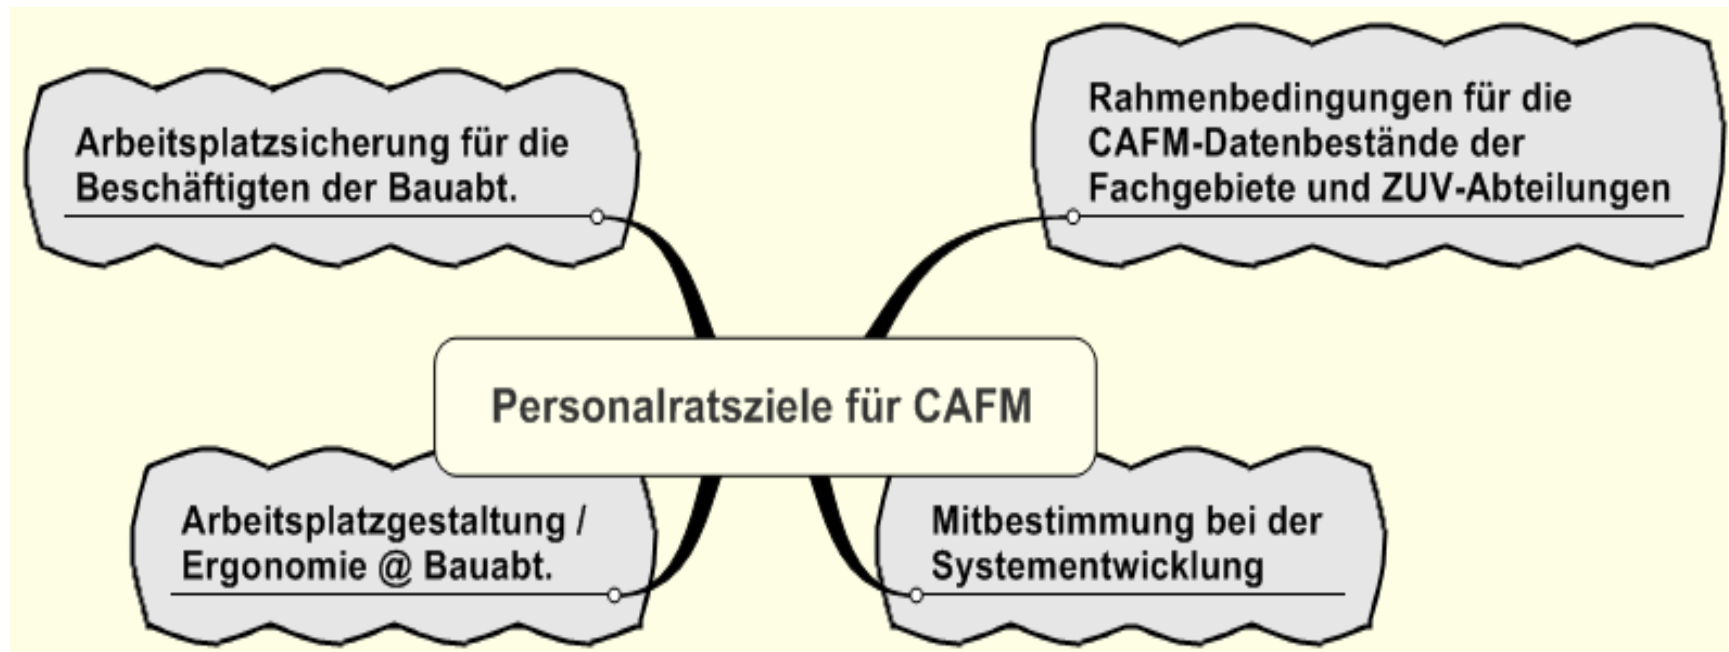 Arbeitsplatzsicherung für die
Beschäftigten der Bauabt.
Rahmenbedingungen für die
CAFM-Datenbestände der
Fachgebiete und ZUV-Abteilungen
Personalratsziele für CAFM
Arbeitsplatzgestaltung /
Ergonomie @ Bauabt.
Mitbestimmung bei der
Systementwicklung